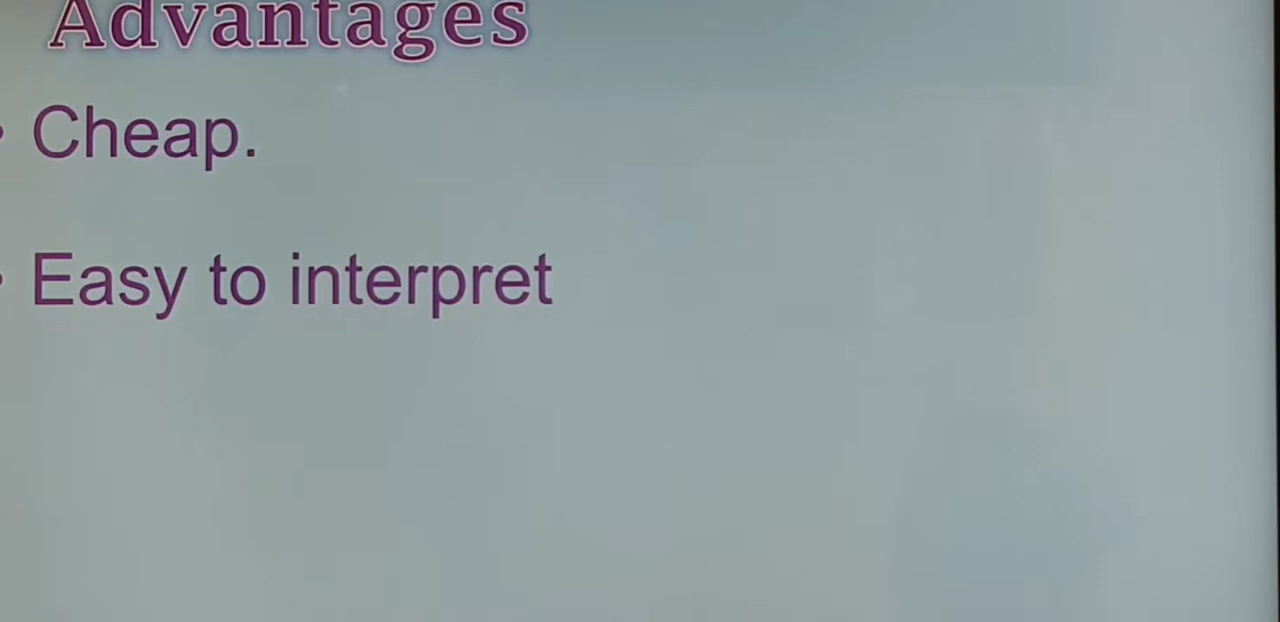 Advantages
• Cheap.
• Easy to interpret